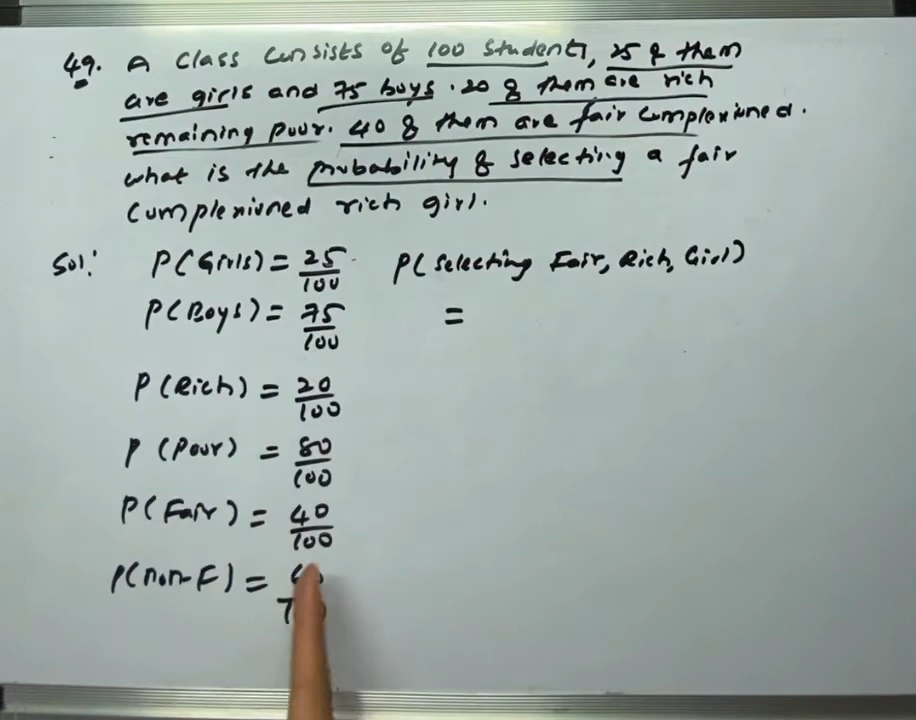 49. A Class Consists of 100 Students, 25 of them
are girls and 75 boys. 20 of them are rich
remaining poor. 40 of them are fair complexioned.
what is the probability of selecting a fair
complexioned rich girl.
Sol: P(Girls) = 25/100 P(Selecting Fair, Rich, Girl)
P(Boys) = 75/100 =
P(Rich) = 20/100
P(Poor) = 80/100
P(Fair) = 40/100
P(non-F) =